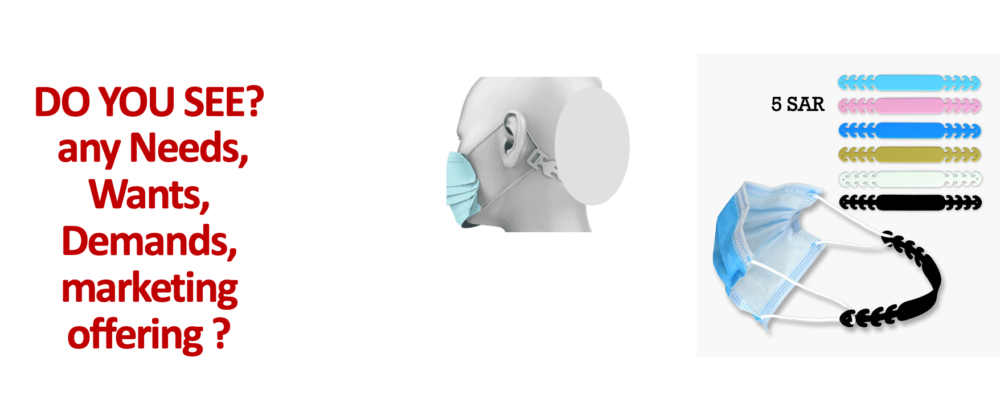 DO YOU SEE?
any Needs,
Wants,
Demands,
marketing
offering ?
5 SAR